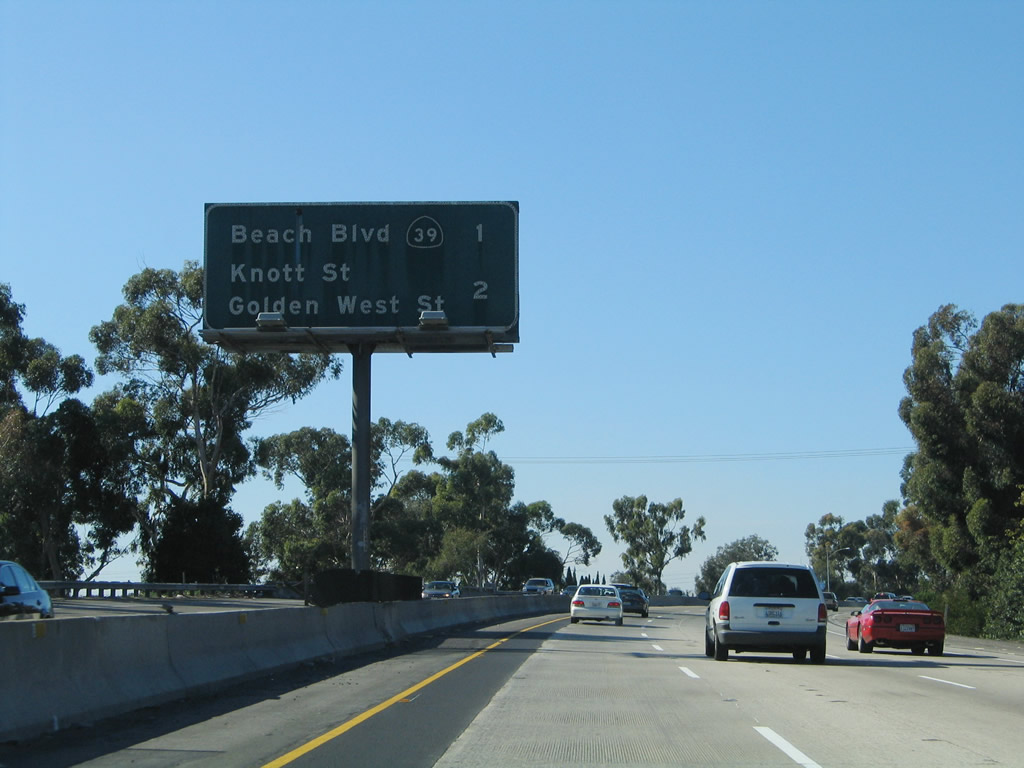 Beach Blvd 39 1
Knott St
Golden West St 2